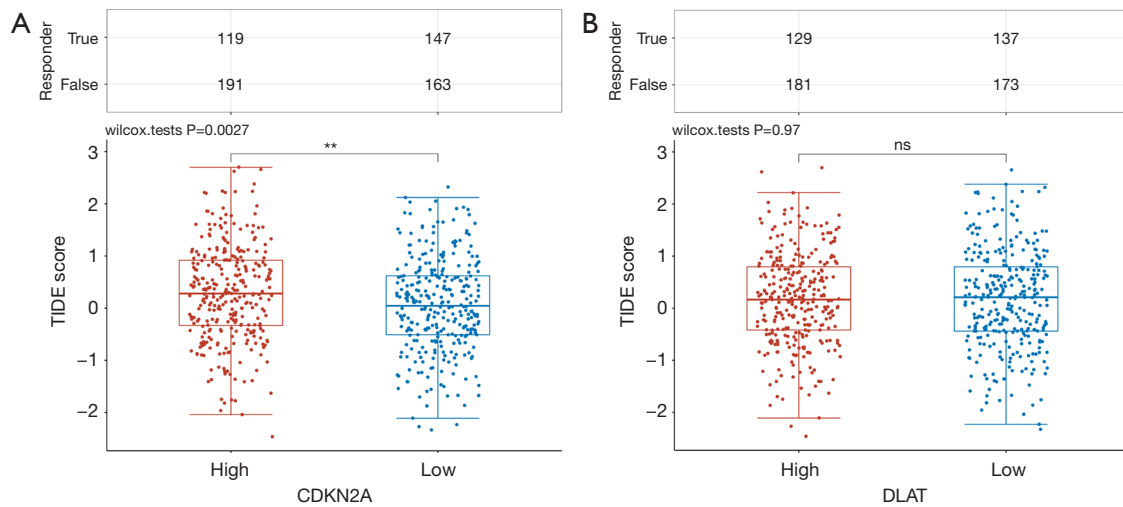 A
Responder
True 119 147
False 191 163
wilcox.tests P=0.0027
**
TIDE score
3
2
1
0
−1
−2
High Low
CDKN2A
B
Responder
True 129 137
False 181 173
wilcox.tests P=0.97
ns
TIDE score
3
2
1
0
−1
−2
High Low
DLAT